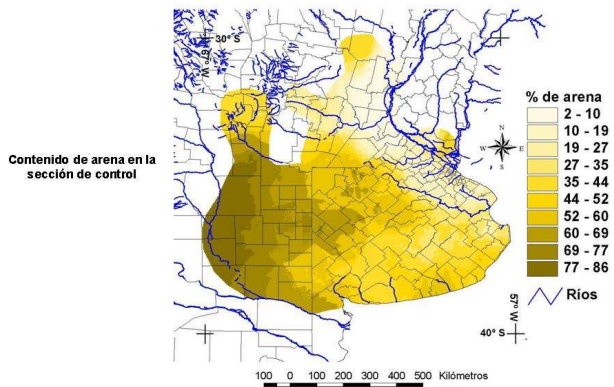 30° S
67° W
Contenido de arena en la
sección de control
% de arena
2 - 10
10 - 19
19 - 27
27 - 35
35 - 44
44 - 52
52 - 60
60 - 69
69 - 77
77 - 86
Ríos
N
W
E
S
57° W
40° S
100 0 100 200 300 400 500 Kilómetros